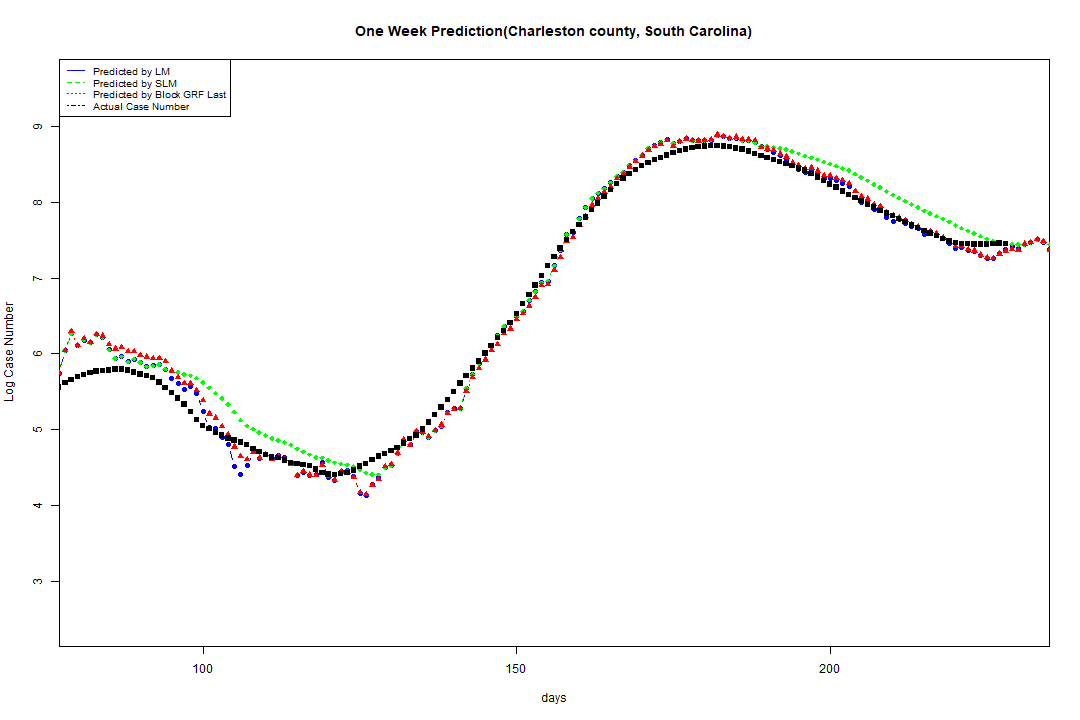 One Week Prediction(Charleston county, South Carolina)
Predicted by LM
Predicted by SLM
Predicted by Block GRF Last
Actual Case Number
9
8
7
6
5
4
3
Log Case Number
100 150 200
days